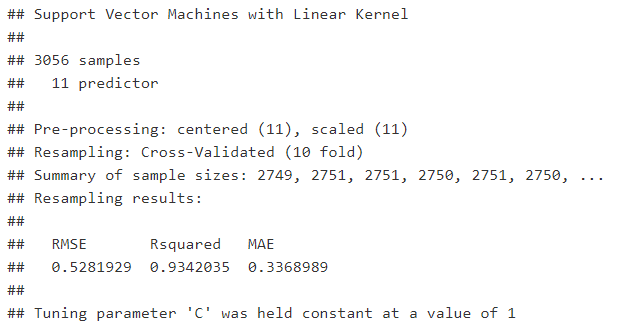 ## Support Vector Machines with Linear Kernel
##
## 3056 samples
##   11 predictor
##
## Pre-processing: centered (11), scaled (11)
## Resampling: Cross-Validated (10 fold)
## Summary of sample sizes: 2749, 2751, 2751, 2750, 2751, 2750, ...
## Resampling results:
##
##   RMSE       Rsquared   MAE
##   0.5281929  0.9342035  0.3368989
##
## Tuning parameter 'C' was held constant at a value of 1